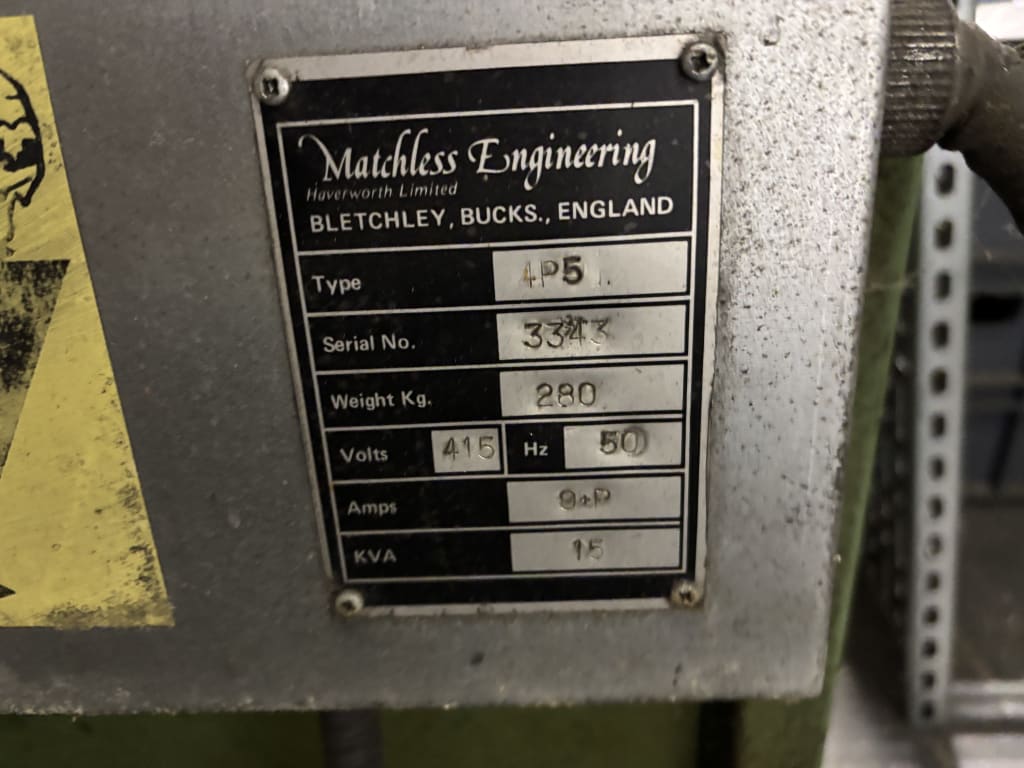 Matchless Engineering
Haverworth Limited
BLETCHLEY, BUCKS., ENGLAND
Type 4P5
Serial No. 3343
Weight Kg. 280
Volts 415 Hz 50
Amps
KVA 15